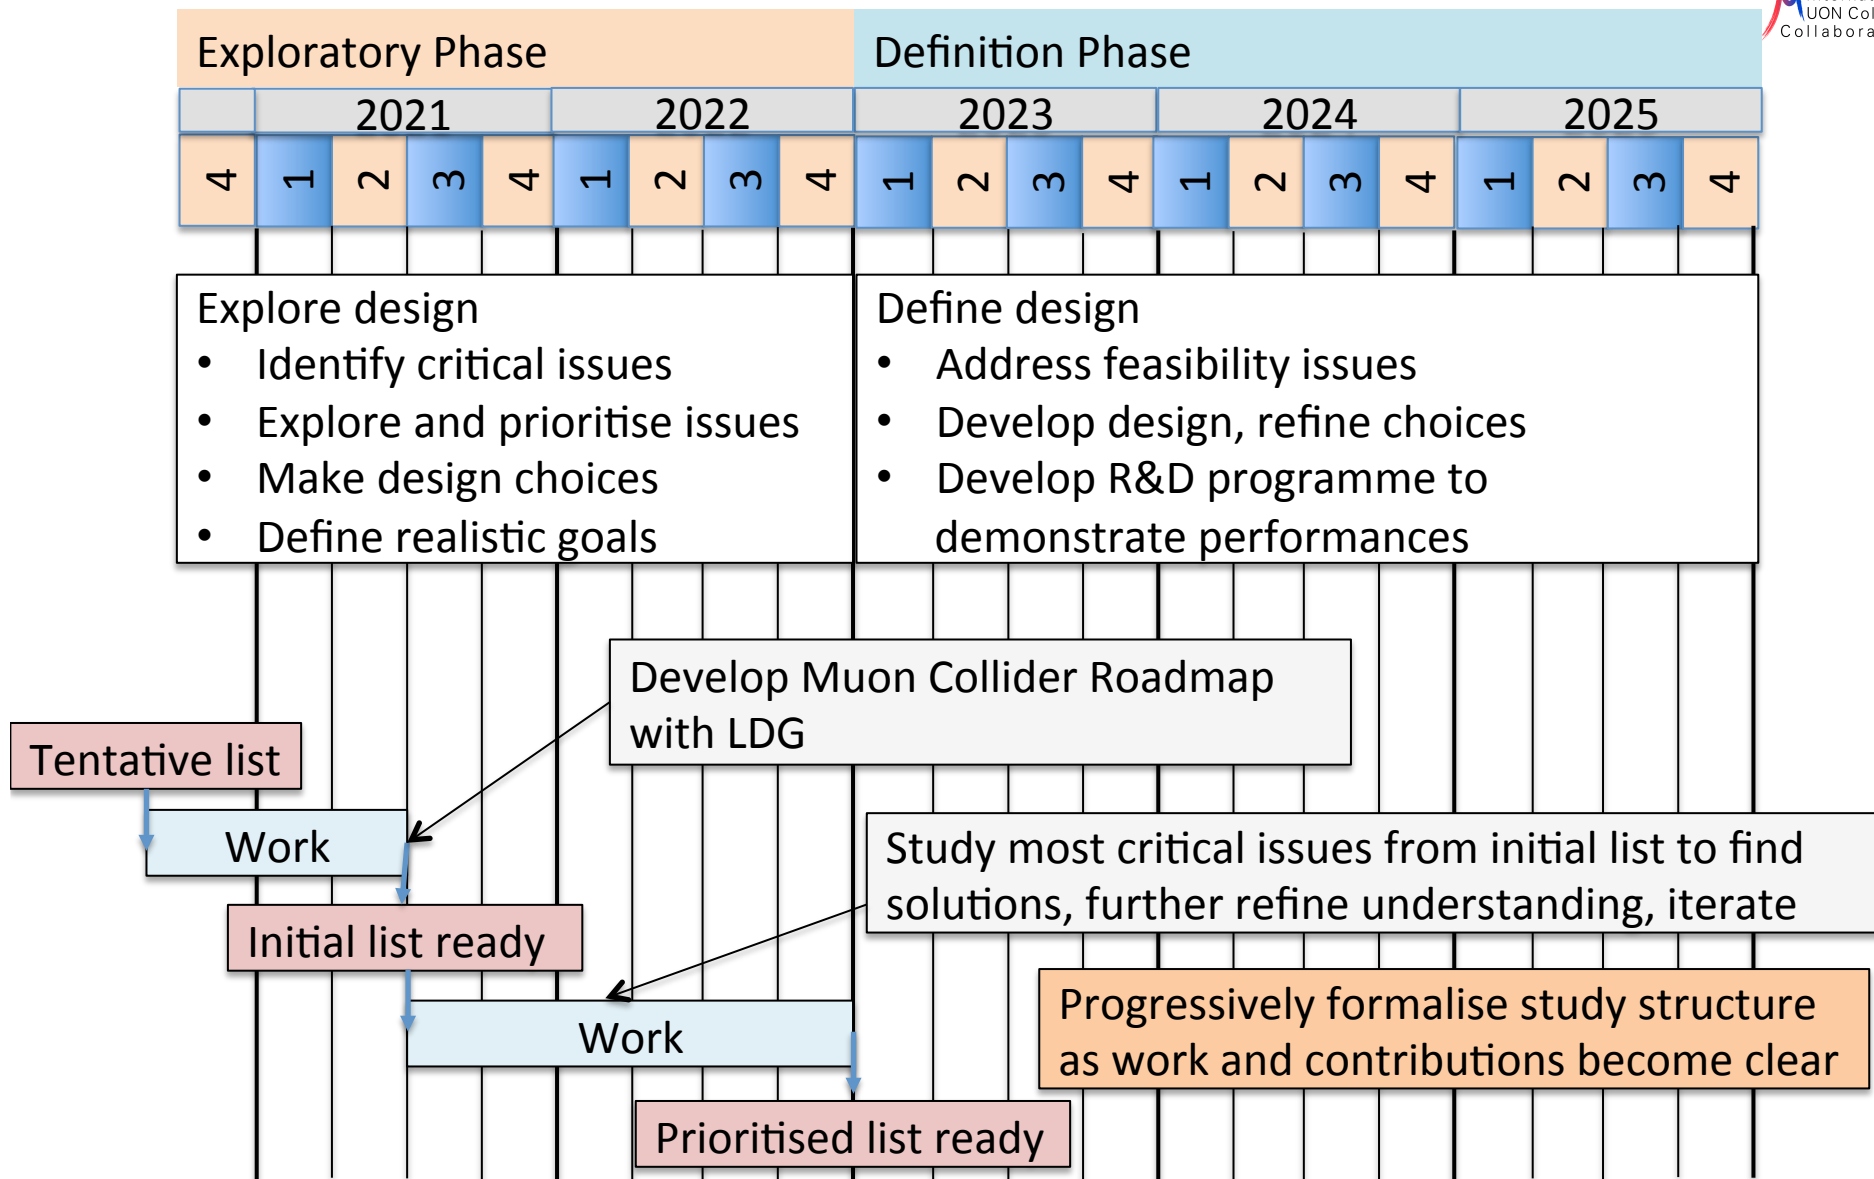 UON Col
Collabora
Exploratory Phase
Definition Phase
2021
2022
2023
2024
2025
4 1 2 3 4 1 2 3 4 1 2 3 4 1 2 3 4 1 2 3 4
Explore design
• Identify critical issues
• Explore and prioritise issues
• Make design choices
• Define realistic goals
Define design
• Address feasibility issues
• Develop design, refine choices
• Develop R&D programme to
demonstrate performances
Develop Muon Collider Roadmap
with LDG
Tentative list
Work
Study most critical issues from initial list to find
solutions, further refine understanding, iterate
Initial list ready
Work
Progressively formalise study structure
as work and contributions become clear
Prioritised list ready